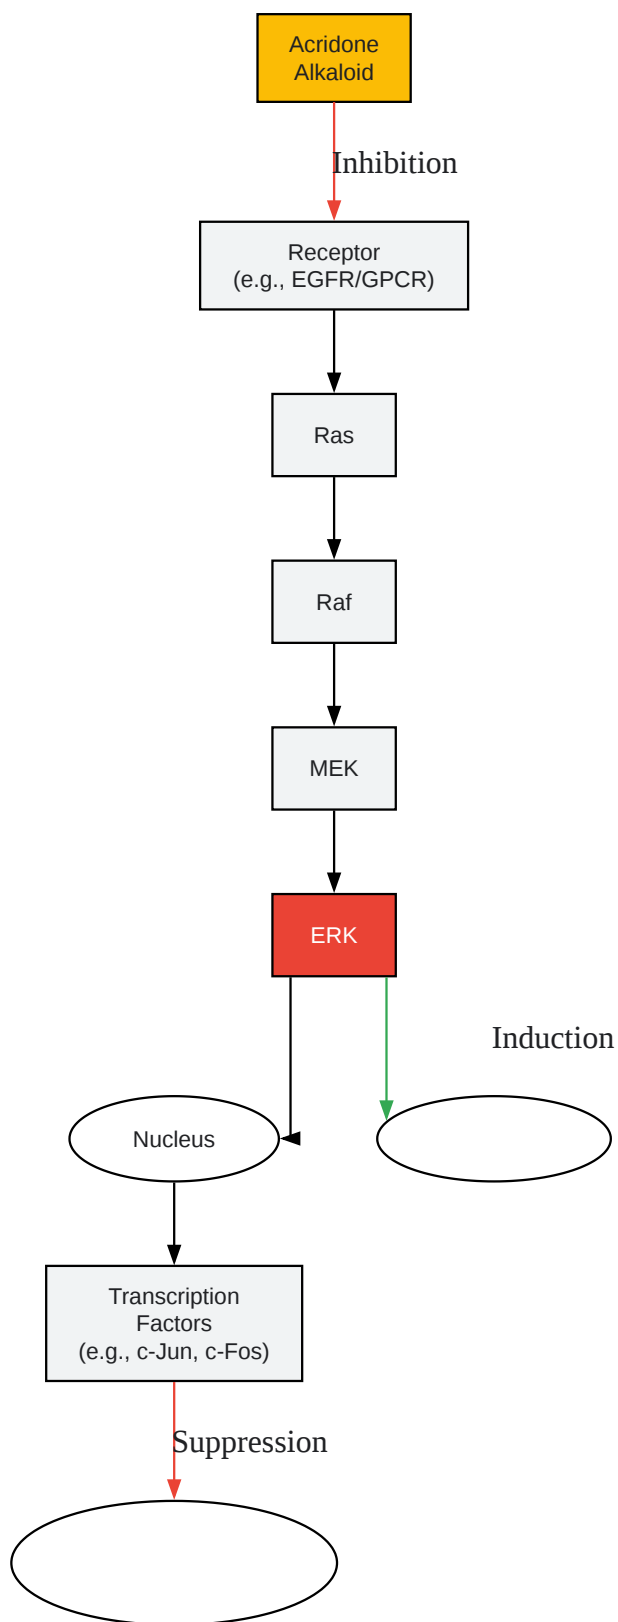 Acridone
Alkaloid
Inhibition
Receptor
(e.g., EGFR/GPCR)
Ras
Raf
MEK
ERK
Induction
Nucleus
Transcription
Factors
(e.g., c-Jun, c-Fos)
Suppression